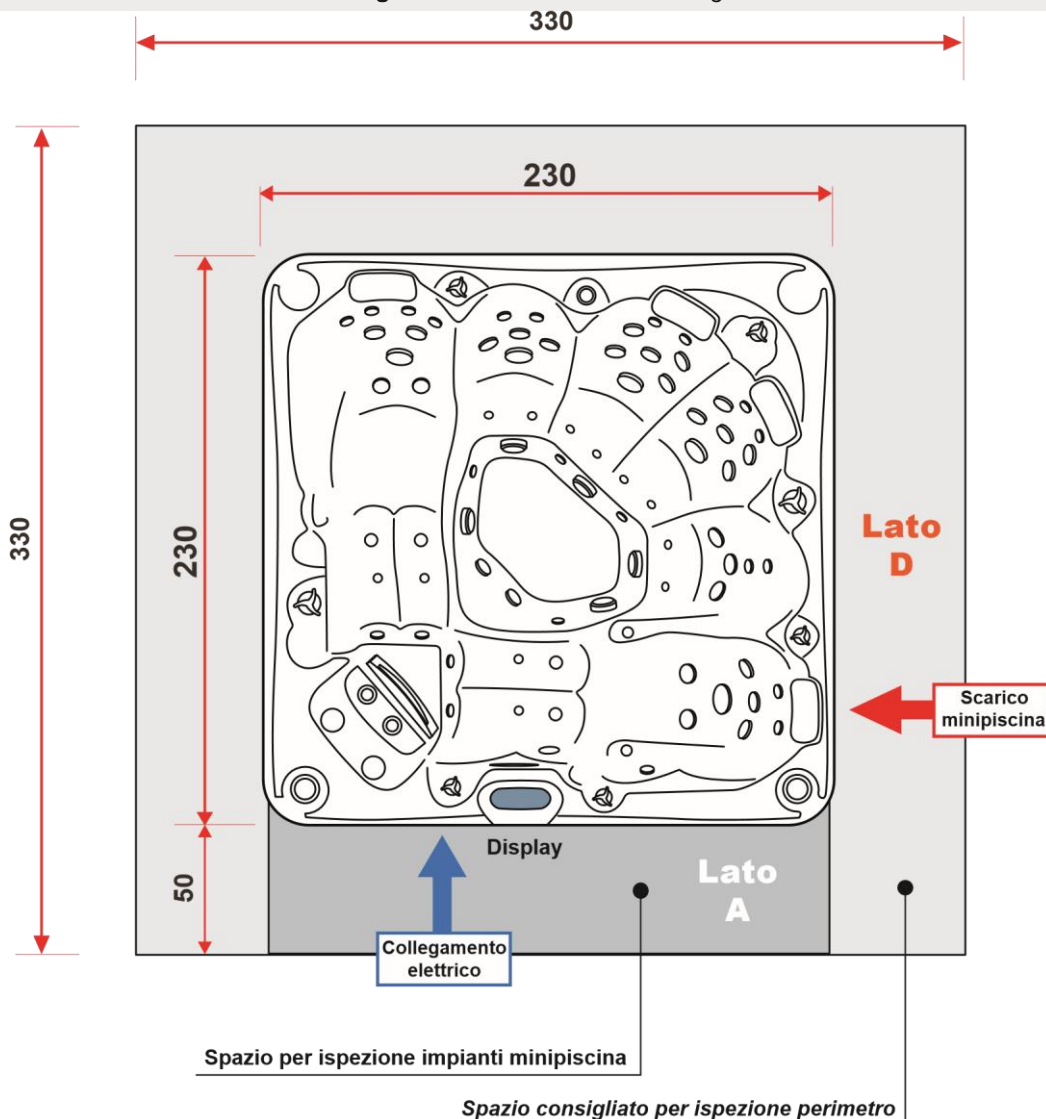 330
230
330
230
Lato
D
Scarico
minipiscina
50
Display
Lato
A
Collegamento
elettrico
Spazio per ispezione impianti minipiscina
Spazio consigliato per ispezione perimetro